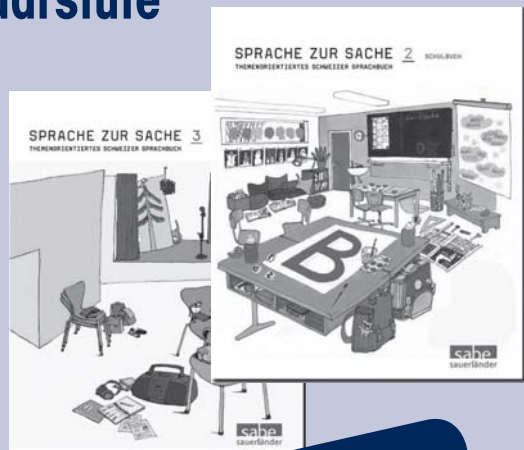 SPRACHE ZUR SACHE 2 SCHULBUCH
THEMENORIENTIERTES SCHWEIZER SPRACHBUCH
B
sabe
sauerländer
SPRACHE ZUR SACHE 3
THEMENORIENTIERTES SCHWEIZER SPRACHBUCH
sabe
sauerländer